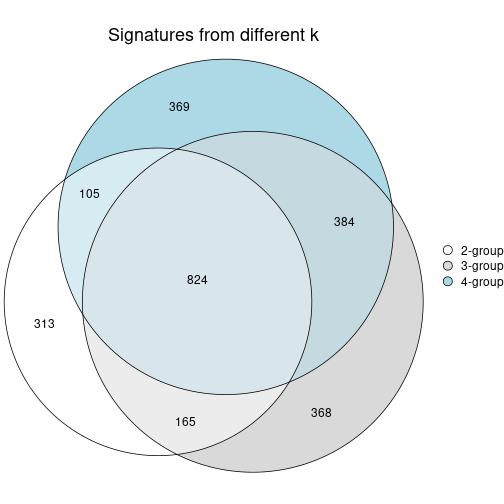 Signatures from different k
369
105
384
824
313
165
368
2-group
3-group
4-group